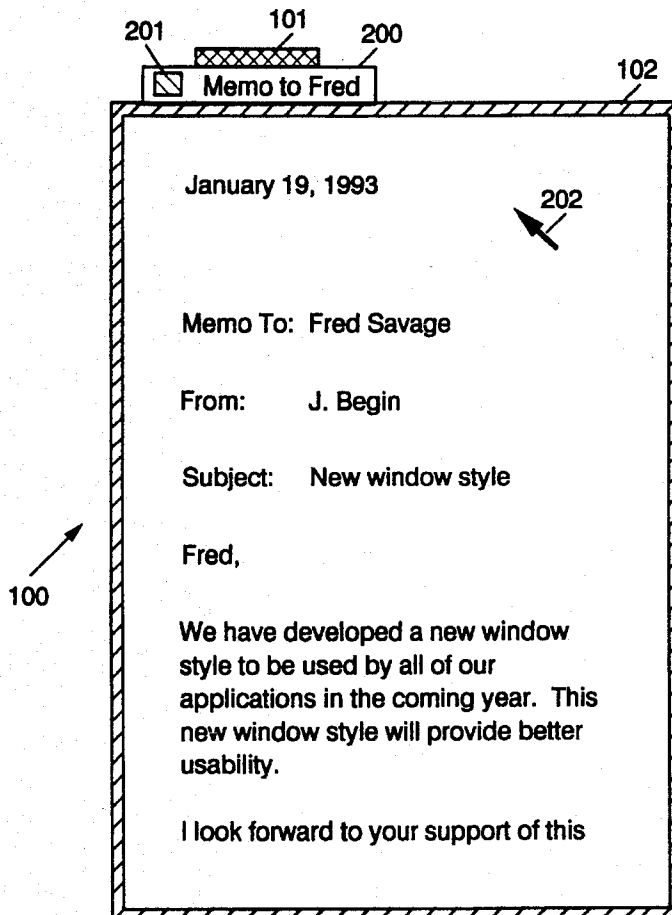 101
201
200
Memo to Fred
102
January 19, 1993
202
Memo To: Fred Savage
From: J. Begin
Subject: New window style
Fred,
100
We have developed a new window
style to be used by all of our
applications in the coming year. This
new window style will provide better
usability.
I look forward to your support of this